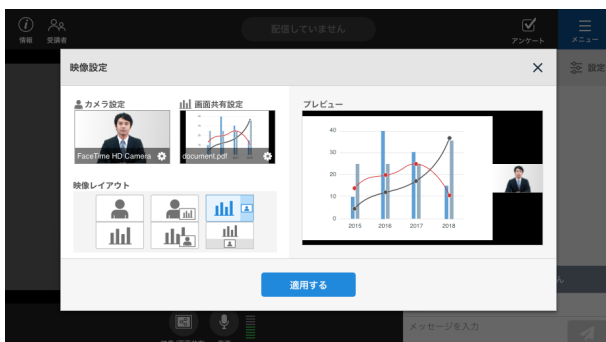 情報
受講者
配信していません
アンケート
メニュー
映像設定
設定
カメラ設定
画面共有設定
プレビュー
FaceTime HD Camera
document.pdf
映像レイアウト
40
30
20
10
0
2015 2016 2017 2018
適用する
メッセージを入力